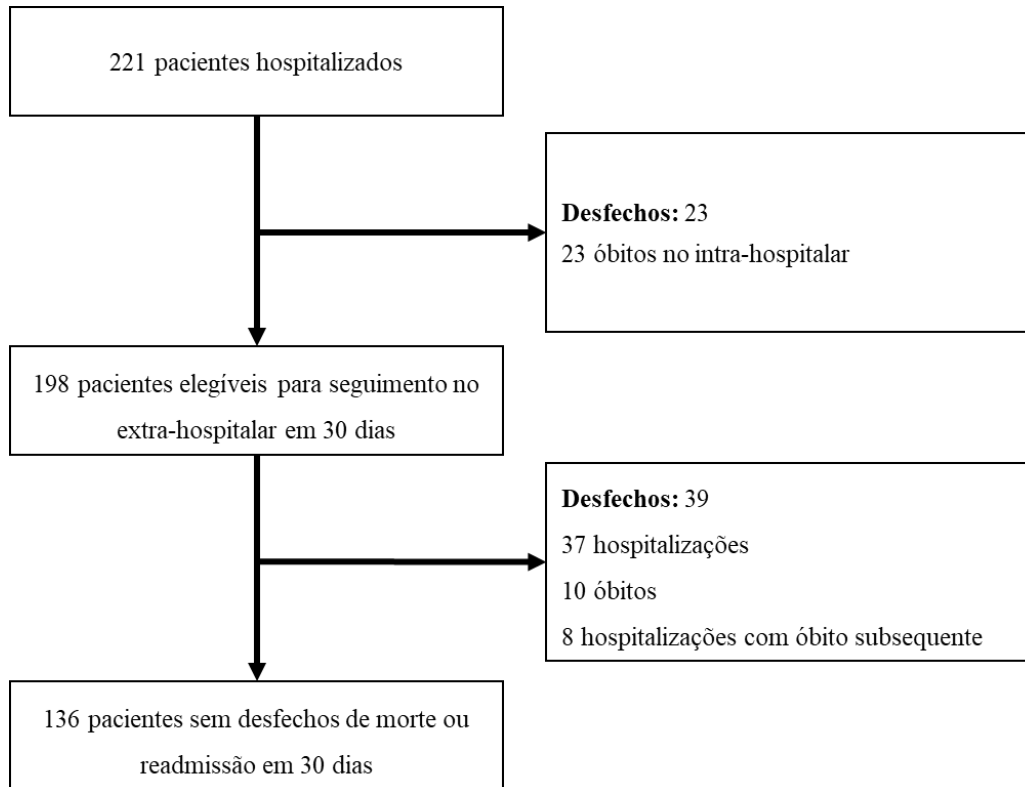 221 pacientes hospitalizados
Desfechos: 23
23 óbitos no intra-hospitalar
198 pacientes elegíveis para seguimento no
extra-hospitalar em 30 dias
Desfechos: 39
37 hospitalizações
10 óbitos
8 hospitalizações com óbito subsequente
136 pacientes sem desfechos de morte ou
readmissão em 30 dias